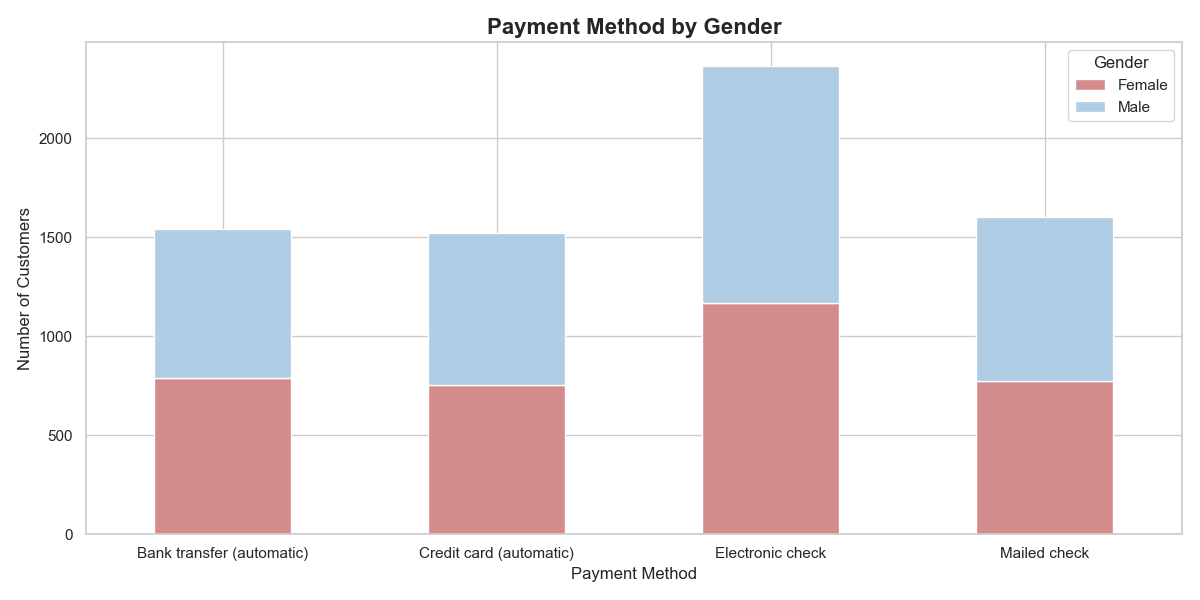 Payment Method by Gender
Gender
Female
Male
Number of Customers
2000
1500
1000
500
0
Bank transfer (automatic)
Credit card (automatic)
Electronic check
Mailed check
Payment Method